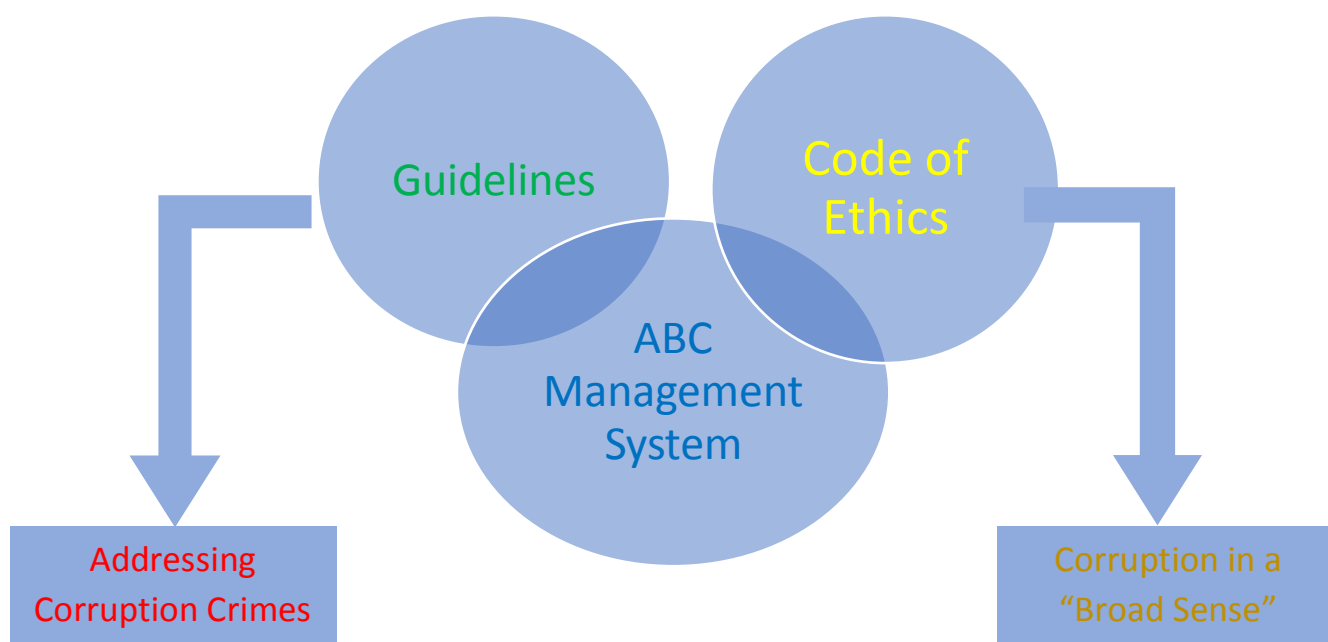 Guidelines
Code of
Ethics
ABC
Management
System
Addressing
Corruption Crimes
Corruption in a
“Broad Sense”